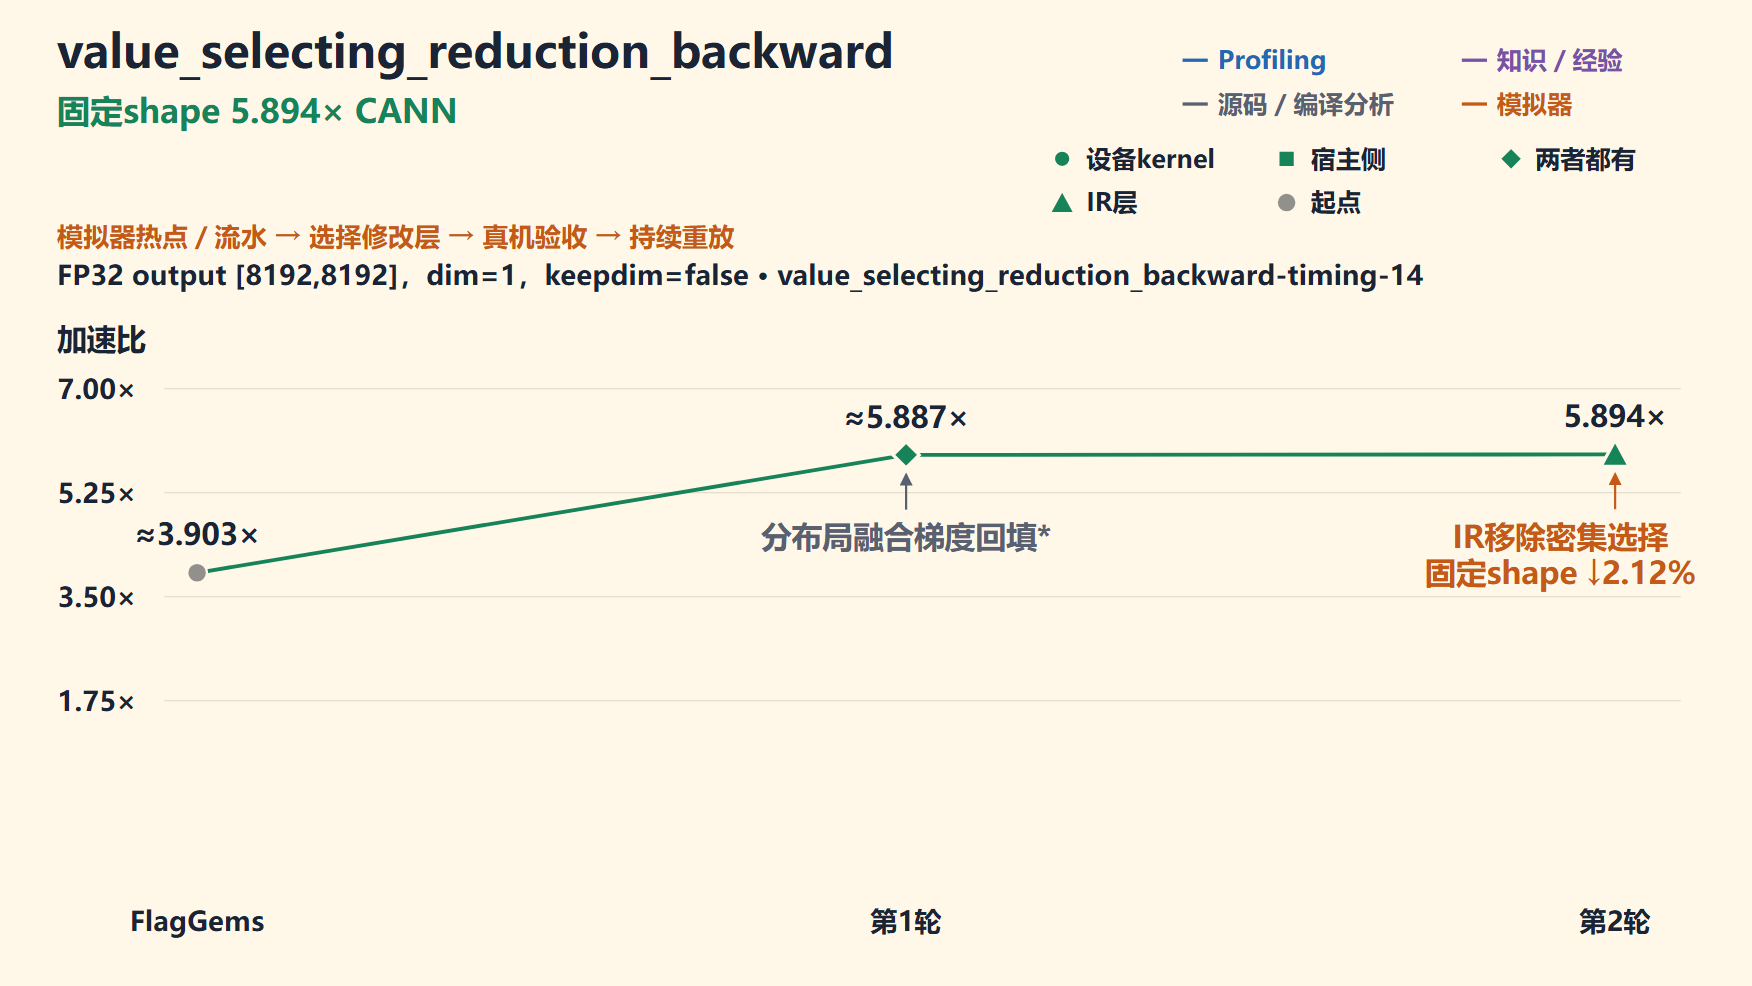 value_selecting_reduction_backward
固定shape 5.894× CANN
Profiling
知识 / 经验
源码 / 编译分析
模拟器
设备kernel
宿主侧
两者都有
IR层
起点
模拟器热点 / 流水 → 选择修改层 → 真机验收 → 持续重放
FP32 output [8192,8192]，dim=1，keepdim=false • value_selecting_reduction_backward-timing-14
加速比
7.00×
≈5.887×
5.894×
5.25×
≈3.903×
分布局融合梯度回填*
IR移除密集选择
固定shape ↓2.12%
3.50×
1.75×
FlagGems
第1轮
第2轮